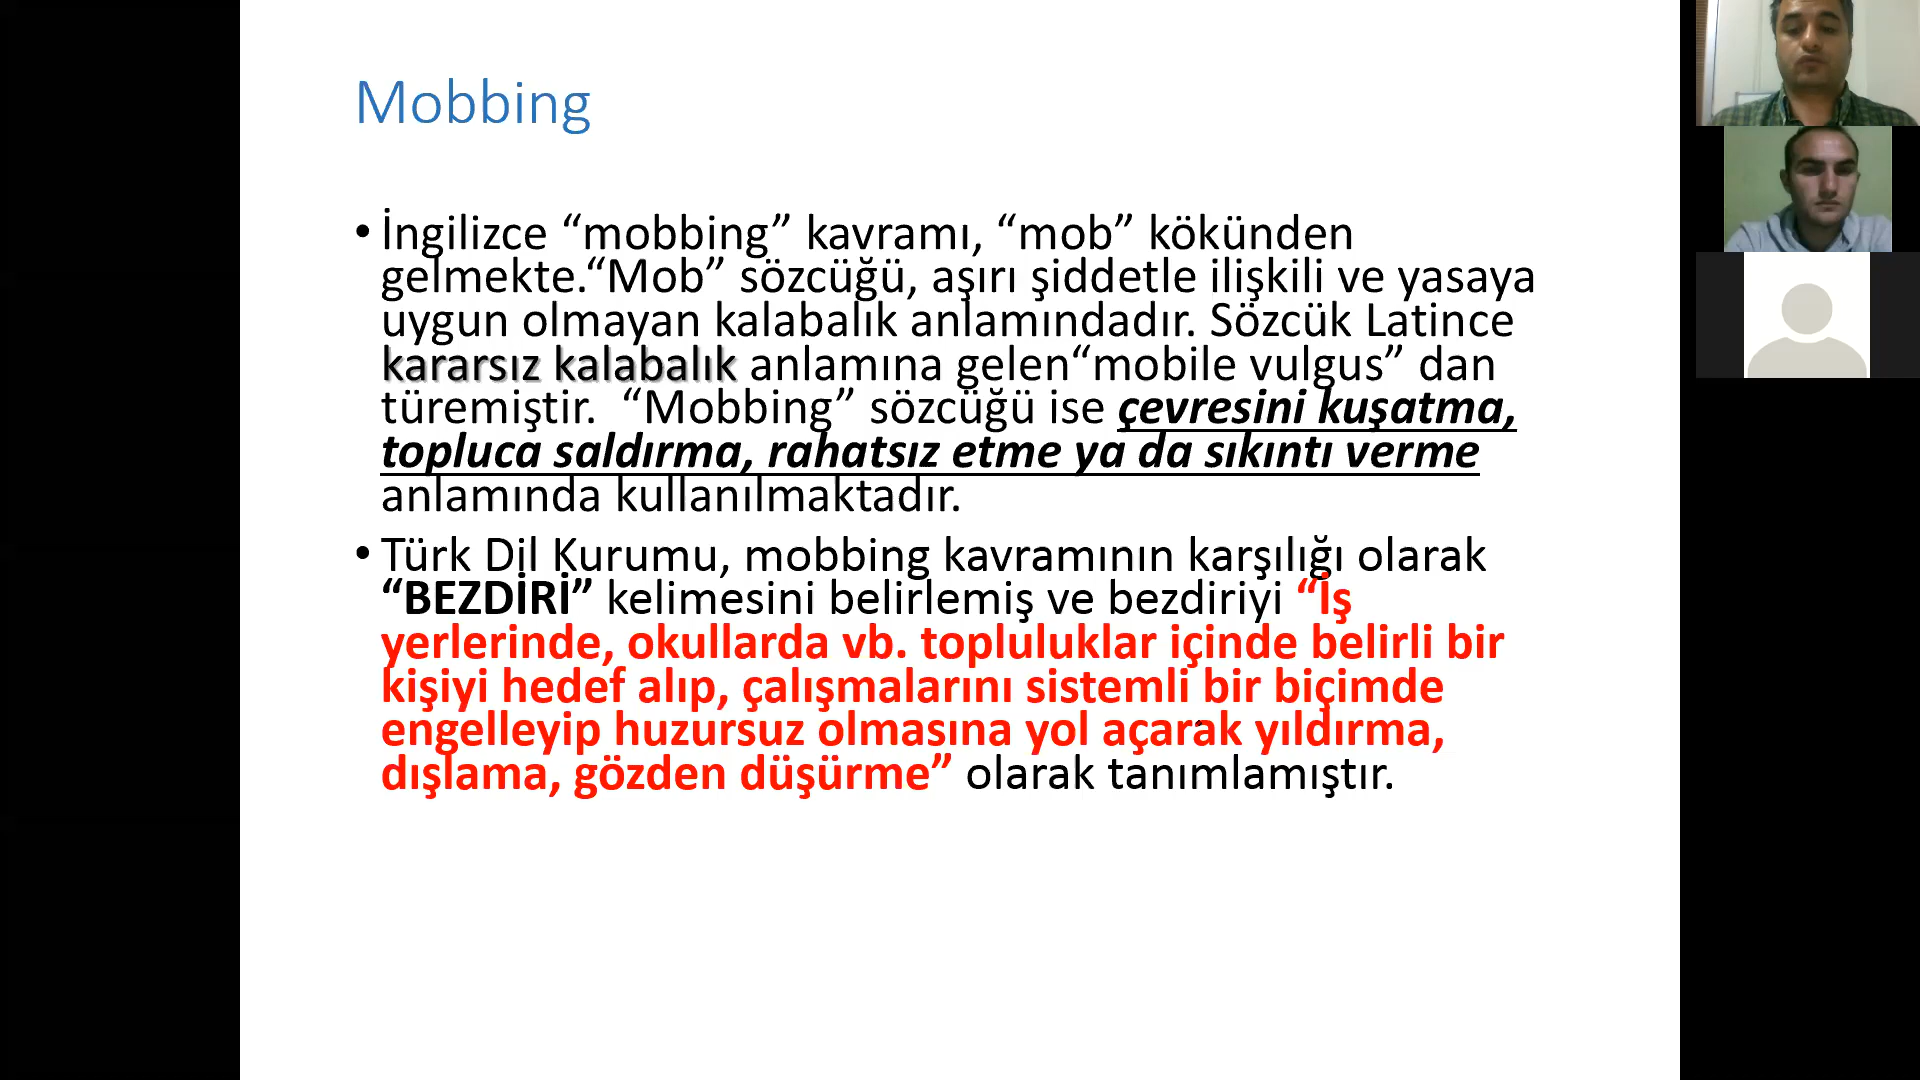 Mobbing
• İngilizce “mobbing” kavramı, “mob” kökünden
gelmekte.“Mob” sözcüğü, aşırı şiddetle ilişkili ve yasaya
uygun olmayan kalabalık anlamındadır. Sözcük Latince
kararsız kalabalık anlamına gelen“mobile vulgus” dan
türemiştir. “Mobbing” sözcüğü ise çevresini kuşatma,
topluca saldırma, rahatsız etme ya da sıkıntı verme
anlamında kullanılmaktadır.
• Türk Dil Kurumu, mobbing kavramının karşılığı olarak
“BEZDİRİ” kelimesini belirlemiş ve bezdiriyi “İş
yerlerinde, okullarda vb. topluluklar içinde belirli bir
kişiyi hedef alıp, çalışmalarını sistemli bir biçimde
engelleyip huzursuz olmasına yol açarak yıldırma,
dışlama, gözden düşürme” olarak tanımlamıştır.